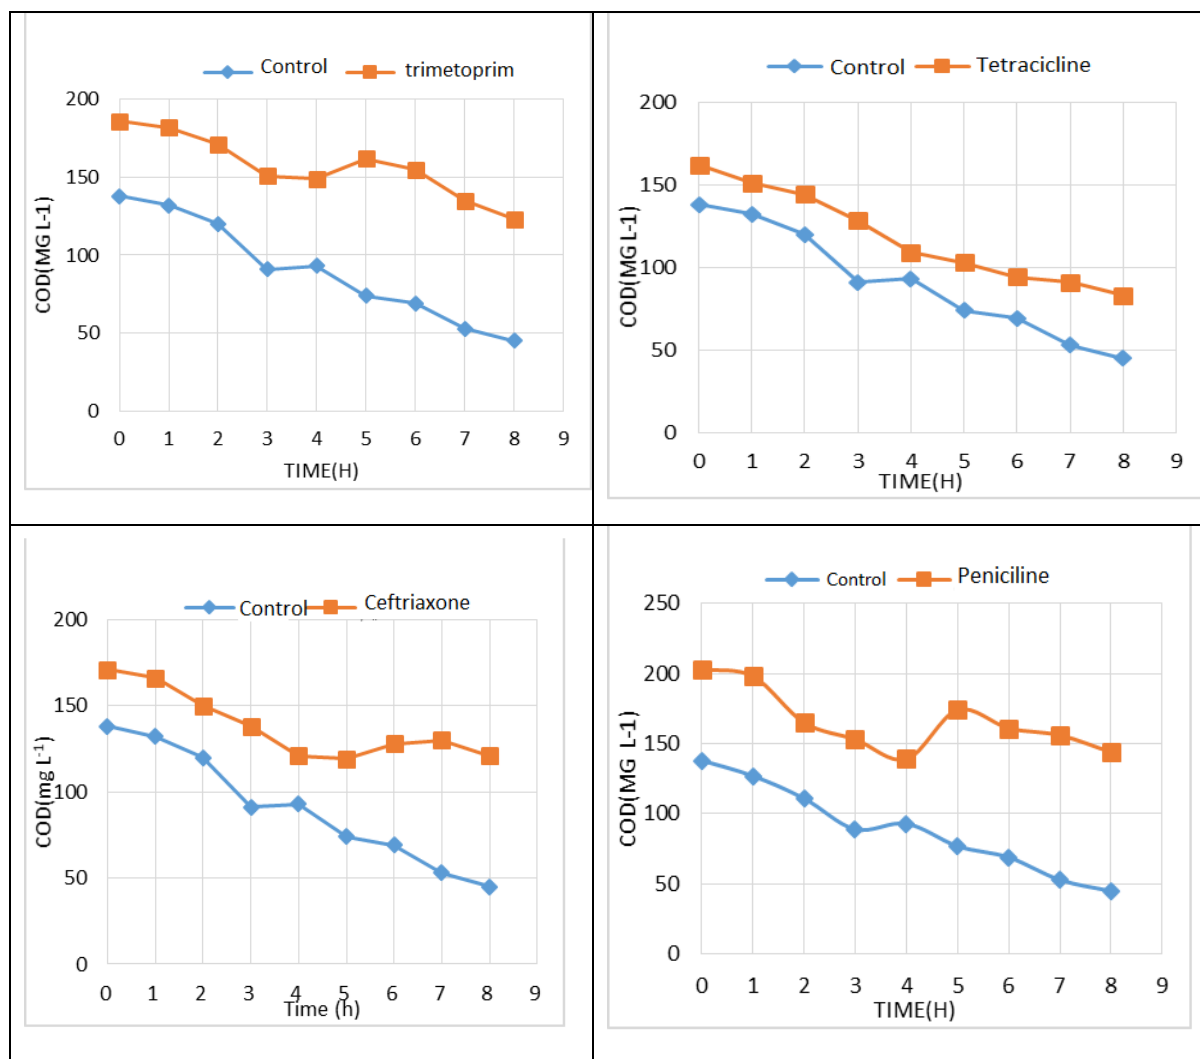 Control trimetoprim
200
150
100
50
0
0 1 2 3 4 5 6 7 8 9
COD(MG L-1)
TIME(H)
Control Tetracicline
200
150
100
50
0
0 1 2 3 4 5 6 7 8 9
COD(MG L-1)
TIME(H)
Control Ceftriaxone
200
150
100
50
0
0 1 2 3 4 5 6 7 8 9
COD(mg L-1)
Time (h)
Control Peniciline
250
200
150
100
50
0
0 1 2 3 4 5 6 7 8 9
COD(MG L-1)
TIME(H)